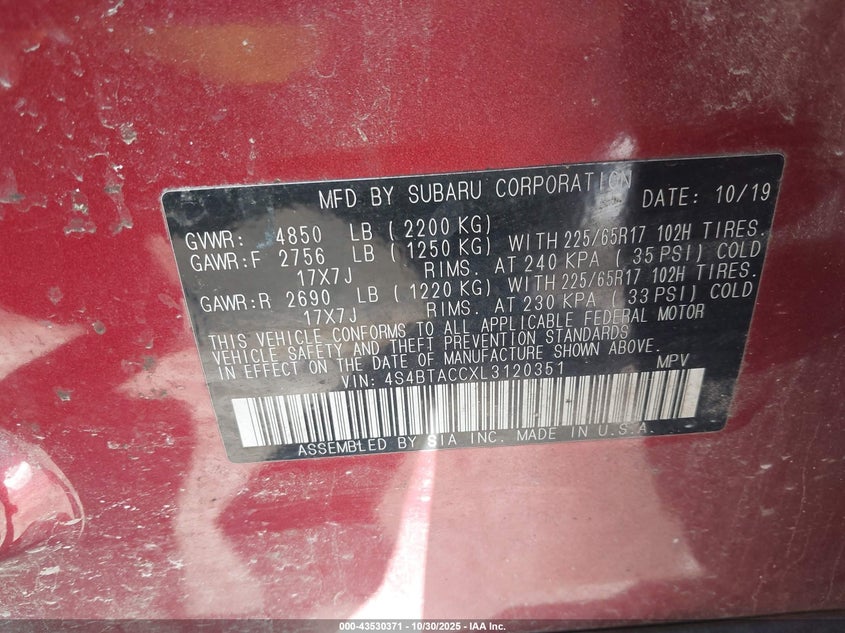 MFD BY SUBARU CORPORATION DATE: 10/19
GVWR: 4850 LB (2200 KG)
GAWR:F 2756 LB (1250 KG) WITH 225/65R17 102H TIRES.
17X7J RIMS. AT 240 KPA (35 PSI) COLD
GAWR:R 2690 LB (1220 KG) WITH 225/65R17 102H TIRES.
17X7J RIMS. AT 230 KPA (33 PSI) COLD
THIS VEHICLE CONFORMS TO ALL APPLICABLE FEDERAL MOTOR
VEHICLE SAFETY AND THEFT PREVENTION STANDARDS
IN EFFECT ON THE DATE OF MANUFACTURE SHOWN ABOVE.
VIN: 4S4BTACCXL3120351 MPV
ASSEMBLED BY SIA INC. MADE IN U.S.A.
000-43530371 - 10/30/2025 - IAA Inc.